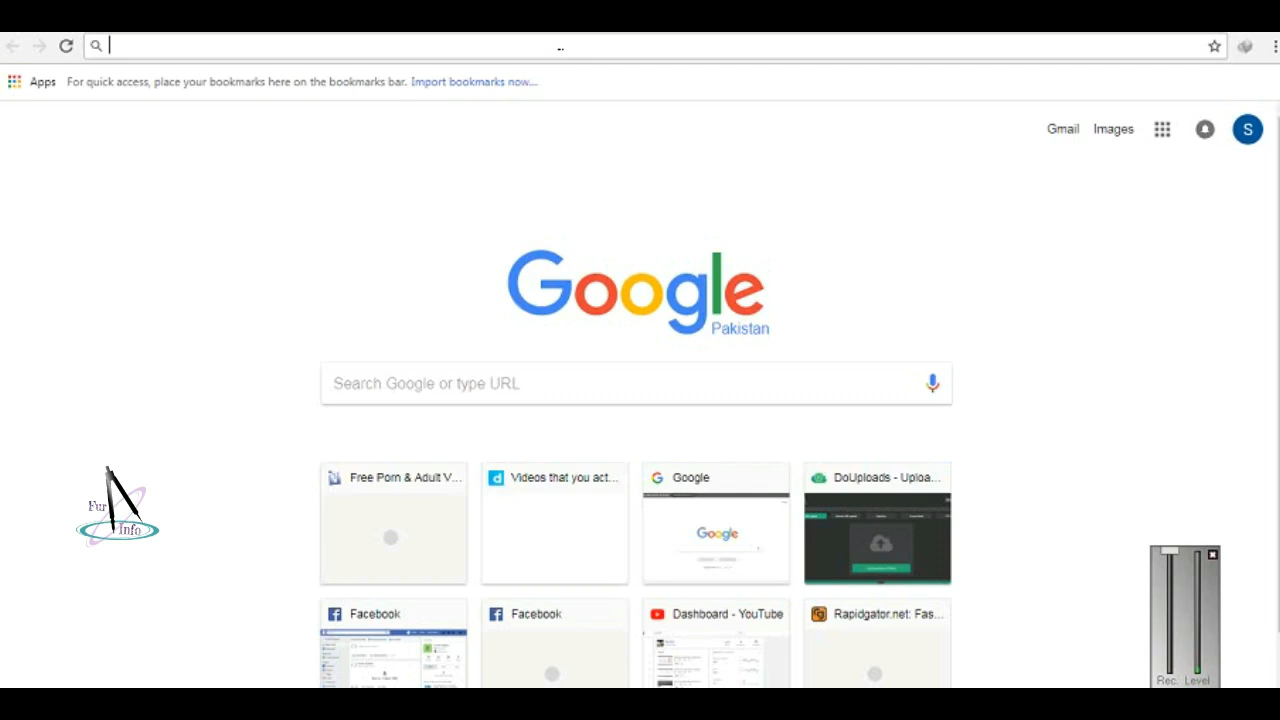 Apps For quick access, place your bookmarks here on the bookmarks bar. Import bookmarks now...
Gmail Images S
Google
Pakistan
Search Google or type URL
Free Porn & Adult V... Videos that you act... Google DoUploads - Uploa...
Google
Fur
Info
Facebook Facebook Dashboard - YouTube Rapidgator.net: Fas...
Rec. Level